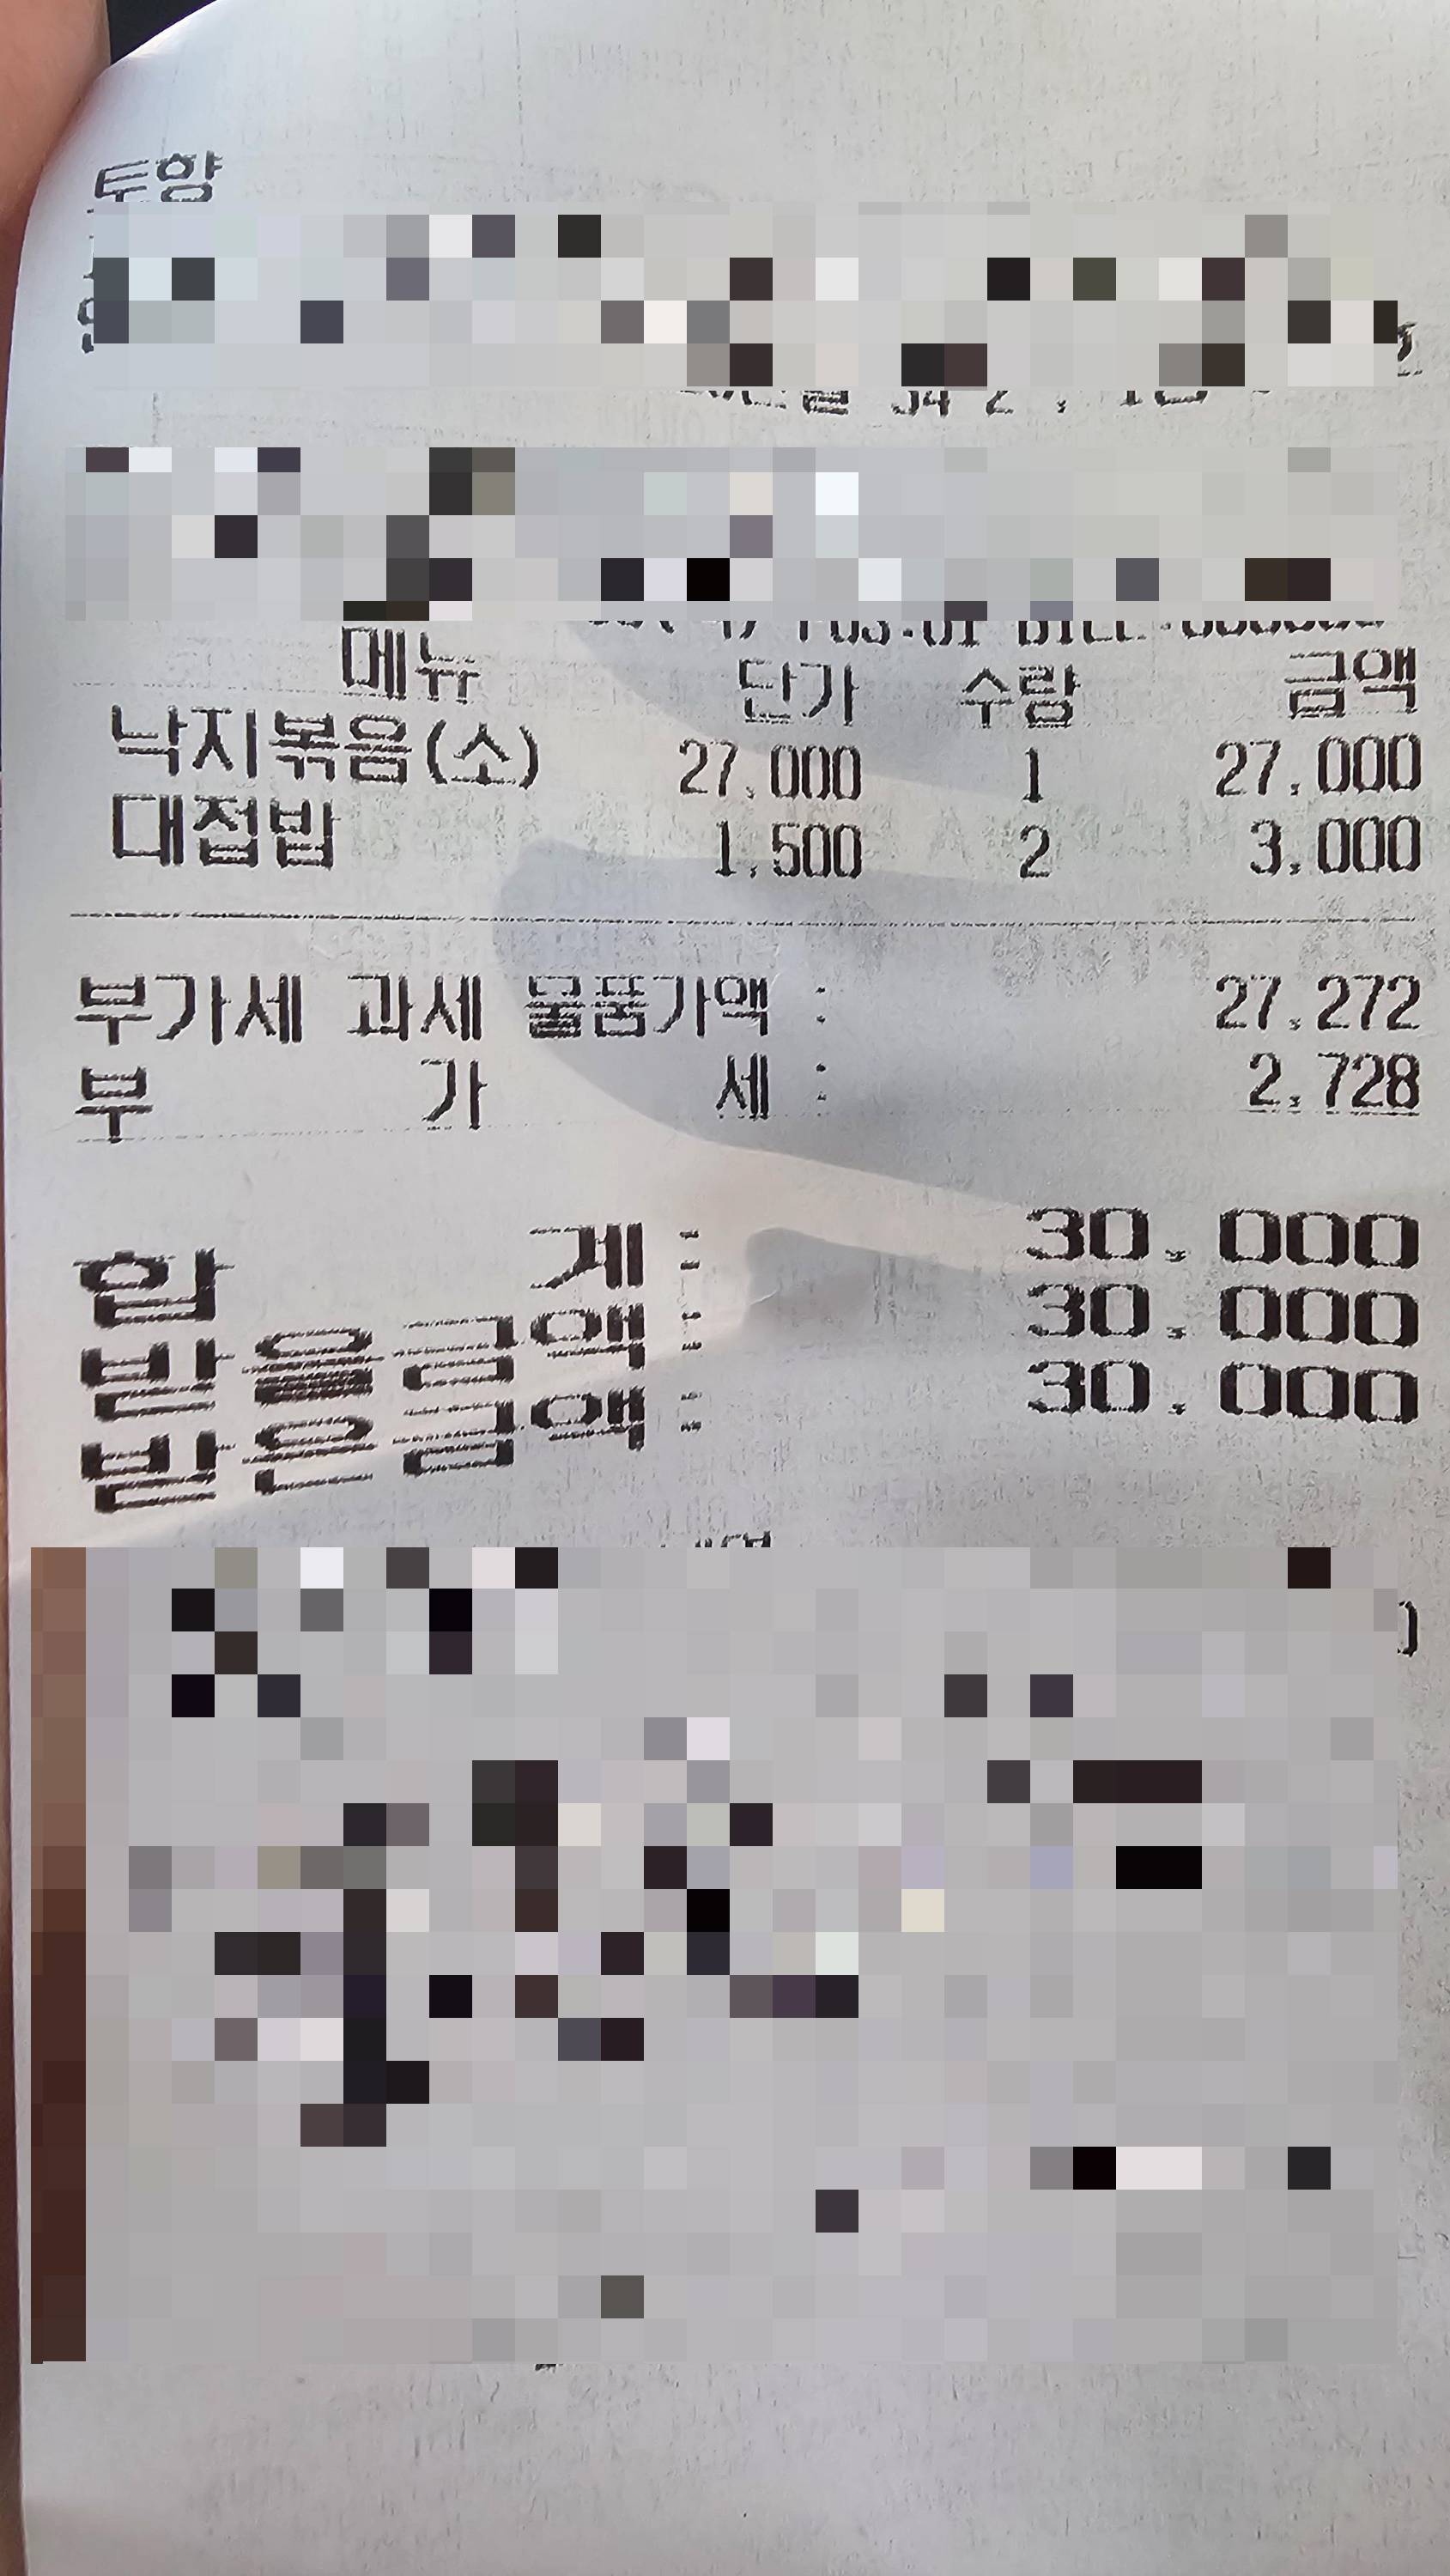 토향
메뉴 단가 수량 금액
낙지볶음(소) 27,000 1 27,000
대접밥 1,500 2 3,000
부가세 과세 물품가액 : 27,272
부 가 세 : 2,728
합 계 : 30,000
받을금액 : 30,000
받은금액 : 30,000